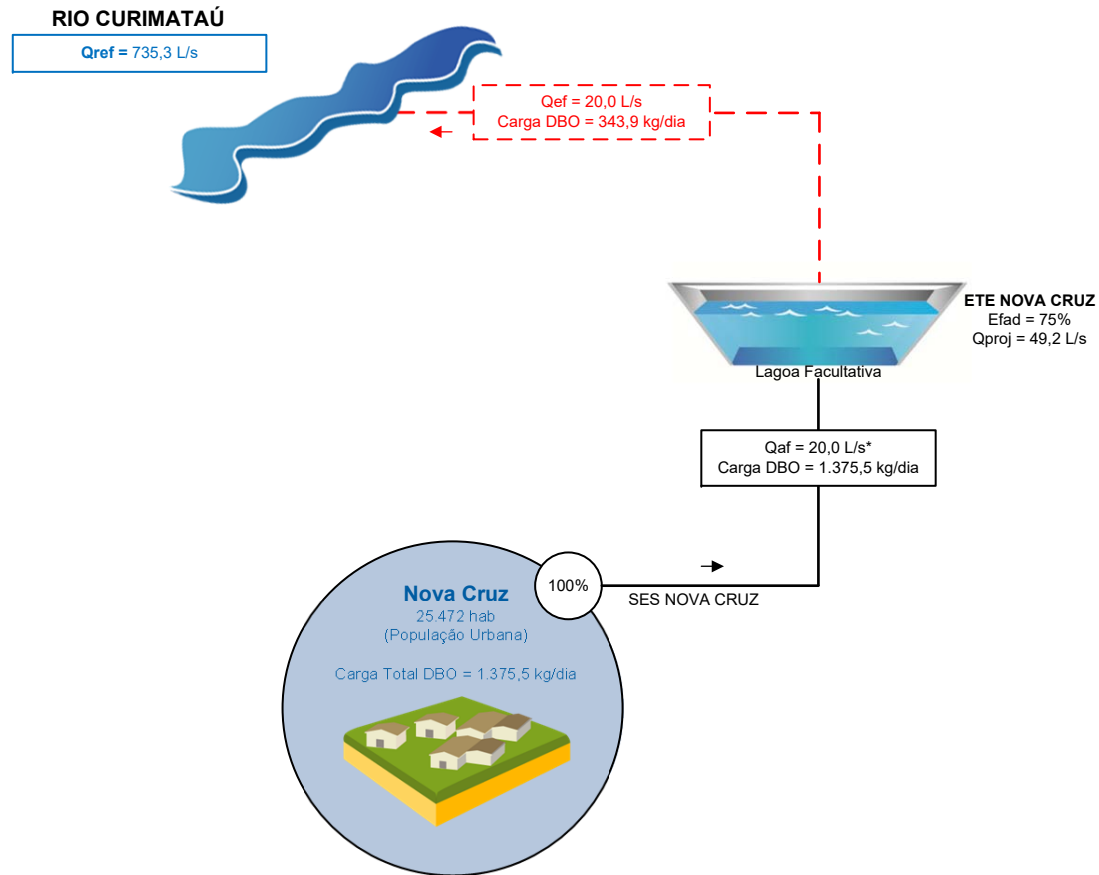 RIO CURIMATAÚ
Qref = 735,3 L/s
Qef = 20,0 L/s
Carga DBO = 343,9 kg/dia
ETE NOVA CRUZ
Efad = 75%
Qproj = 49,2 L/s
Lagoa Facultativa
Qaf = 20,0 L/s*
Carga DBO = 1.375,5 kg/dia
100%
SES NOVA CRUZ
Nova Cruz
25.472 hab
(População Urbana)
Carga Total DBO = 1.375,5 kg/dia